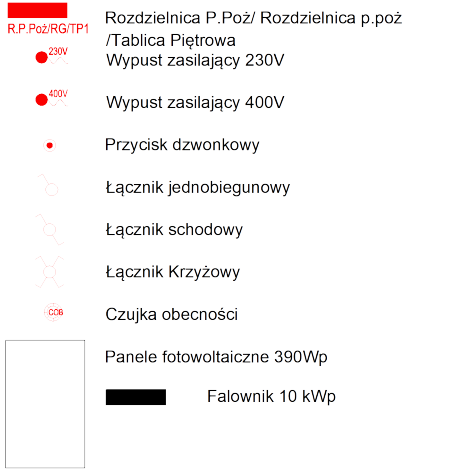 Rozdzielnica P.Poż/ Rozdzielnica p.poż
R.P.Poż/RG/TP1
/Tablica Piętrowa
230V
Wypust zasilający 230V
400V
Wypust zasilający 400V
Przycisk dzwonkowy
Łącznik jednobiegunowy
Łącznik schodowy
Łącznik Krzyżowy
COB
Czujka obecności
Panele fotowoltaiczne 390Wp
Falownik 10 kWp